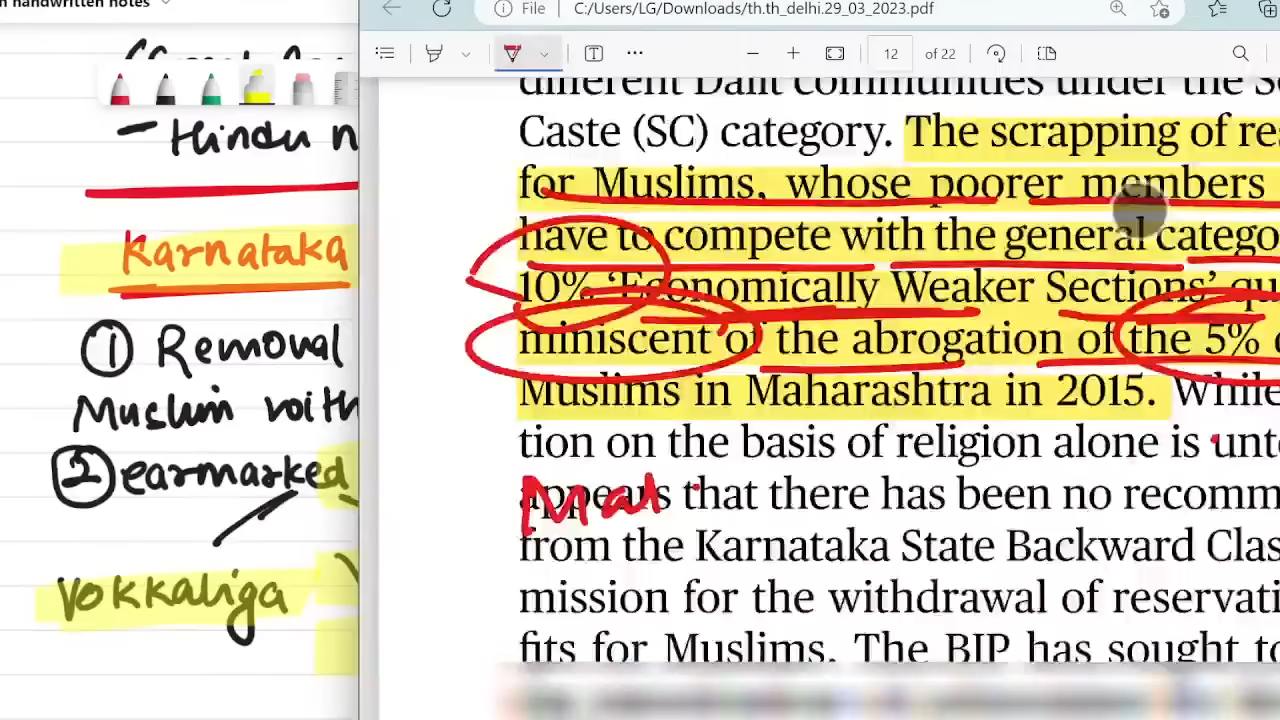 n handwritten notes
File
C:/Users/LG/Downloads/th.th_delhi.29_03_2023.pdf
12 of 22
- Hindu n
Karnataka
① Removal
Muslim with
② earmarked
Vokkaliga
different Dalit communities under the S
Caste (SC) category. The scrapping of re
for Muslims, whose poorer members
have to compete with the general catego
10% ‘Economically Weaker Sections’ qu
miniscent of the abrogation of the 5%
Muslims in Maharashtra in 2015. While
tion on the basis of religion alone is unte
Mah
appears that there has been no recomm
from the Karnataka State Backward Clas
mission for the withdrawal of reservati
fits for Muslims. The BJP has sought to